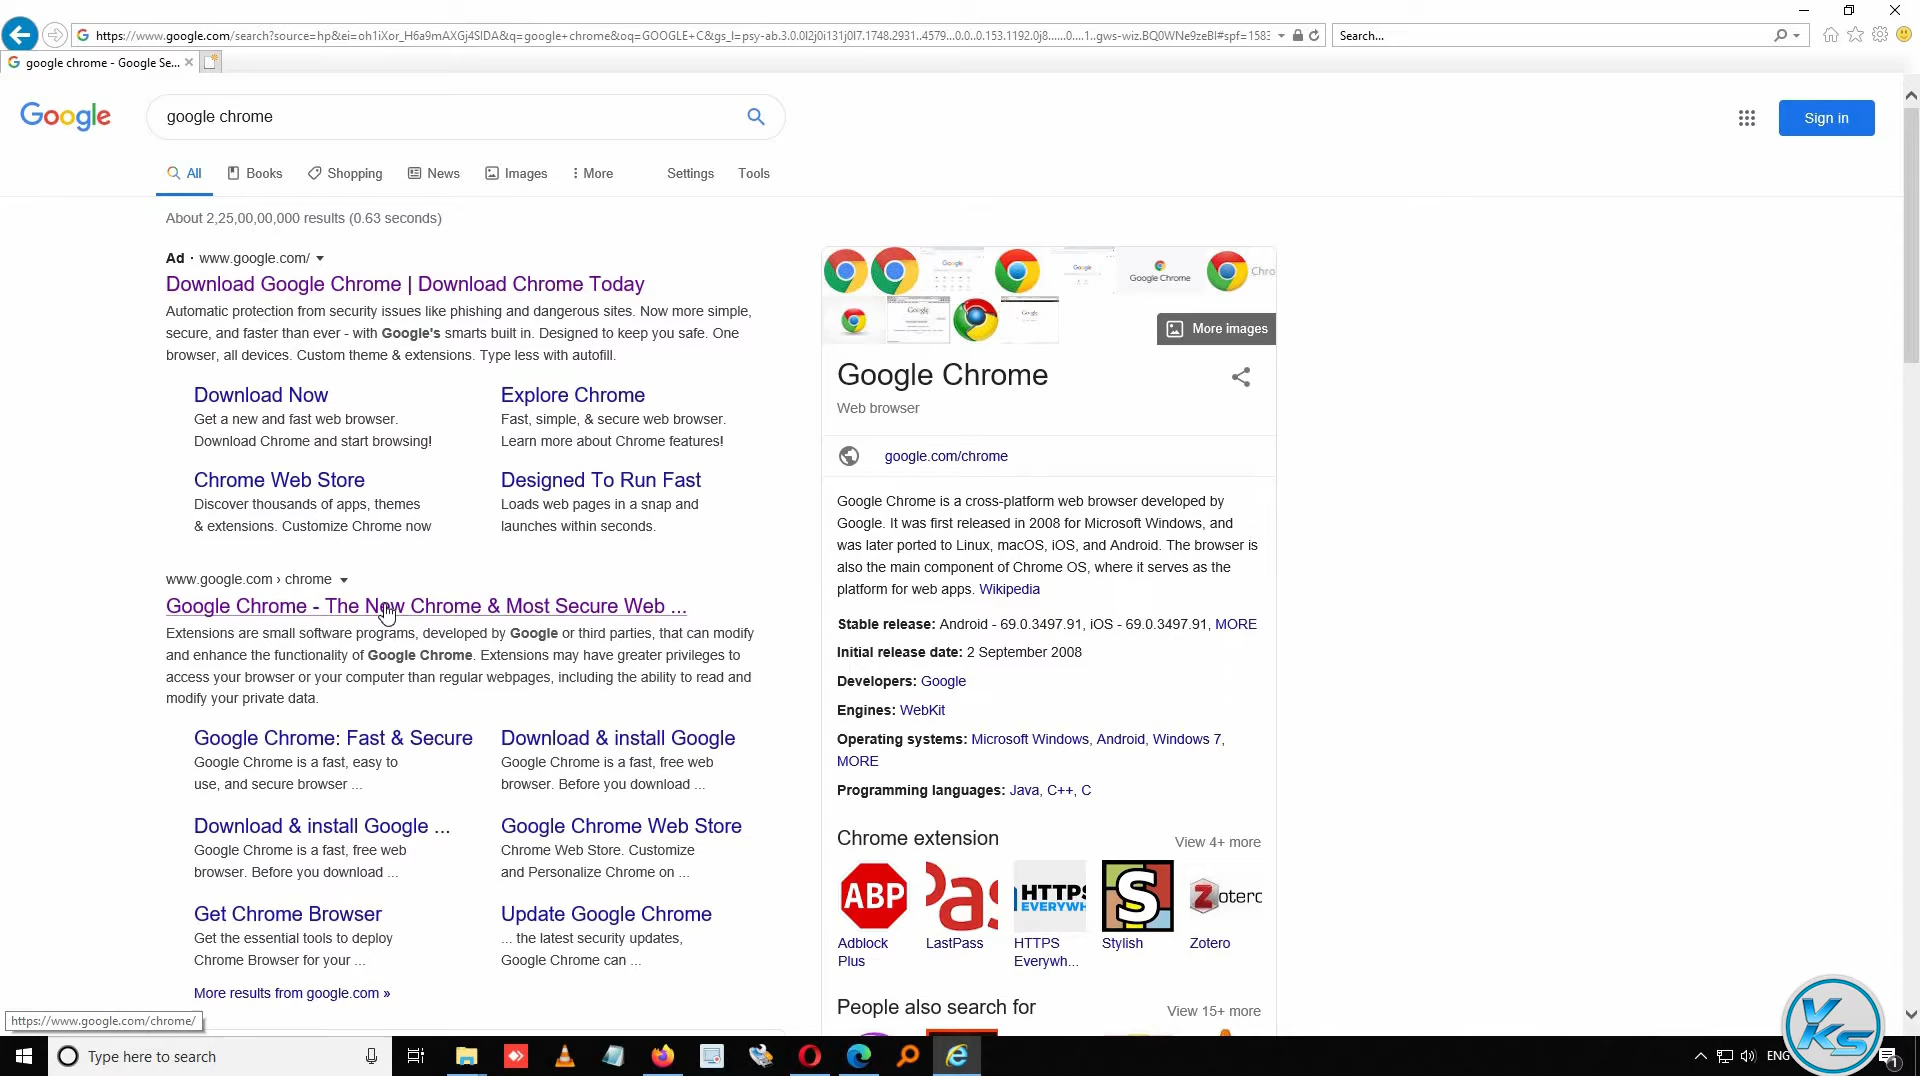 https://www.google.com/search?source=hp&ei=oh1iXor_H6a9mAXGj4SlDA&q=google+chrome&oq=GOOGLE+C&gs_l=psy-ab.3.0.0l2j0i131j0l7.1748.2931..4579...0.0..0.153.1192.0j8......0....1..gws-wiz.BQ0WNe9zeBI#spf=1583
Search...
google chrome - Google Se...
Google
google chrome
Sign in
All
Books
Shopping
News
Images
More
Settings
Tools
About 2,25,00,00,000 results (0.63 seconds)
Ad · www.google.com/
Download Google Chrome | Download Chrome Today
Automatic protection from security issues like phishing and dangerous sites. Now more simple,
secure, and faster than ever - with Google's smarts built in. Designed to keep you safe. One
browser, all devices. Custom theme & extensions. Type less with autofill.
Download Now
Get a new and fast web browser.
Download Chrome and start browsing!
Explore Chrome
Fast, simple, & secure web browser.
Learn more about Chrome features!
Chrome Web Store
Discover thousands of apps, themes
& extensions. Customize Chrome now
Designed To Run Fast
Loads web pages in a snap and
launches within seconds.
www.google.com › chrome
Google Chrome - The New Chrome & Most Secure Web ...
Extensions are small software programs, developed by Google or third parties, that can modify
and enhance the functionality of Google Chrome. Extensions may have greater privileges to
access your browser or your computer than regular webpages, including the ability to read and
modify your private data.
Google Chrome: Fast & Secure
Google Chrome is a fast, easy to
use, and secure browser ...
Download & install Google
Google Chrome is a fast, free web
browser. Before you download ...
Download & install Google ...
Google Chrome is a fast, free web
browser. Before you download ...
Google Chrome Web Store
Chrome Web Store. Customize
and Personalize Chrome on ...
Get Chrome Browser
Get the essential tools to deploy
Chrome Browser for your ...
Update Google Chrome
... the latest security updates,
Google Chrome can ...
More results from google.com »
Google Chrome
Chro
More images
Google Chrome
Web browser
google.com/chrome
Google Chrome is a cross-platform web browser developed by
Google. It was first released in 2008 for Microsoft Windows, and
was later ported to Linux, macOS, iOS, and Android. The browser is
also the main component of Chrome OS, where it serves as the
platform for web apps. Wikipedia
Stable release: Android - 69.0.3497.91, iOS - 69.0.3497.91, MORE
Initial release date: 2 September 2008
Developers: Google
Engines: WebKit
Operating systems: Microsoft Windows, Android, Windows 7,
MORE
Programming languages: Java, C++, C
Chrome extension
View 4+ more
ABP
Pas
HTTPS
EVERYWH
S
Zotero
Adblock
Plus
LastPass
HTTPS
Everywh...
Stylish
Zotero
People also search for
View 15+ more
https://www.google.com/chrome/
Type here to search
ENG
1
VKS